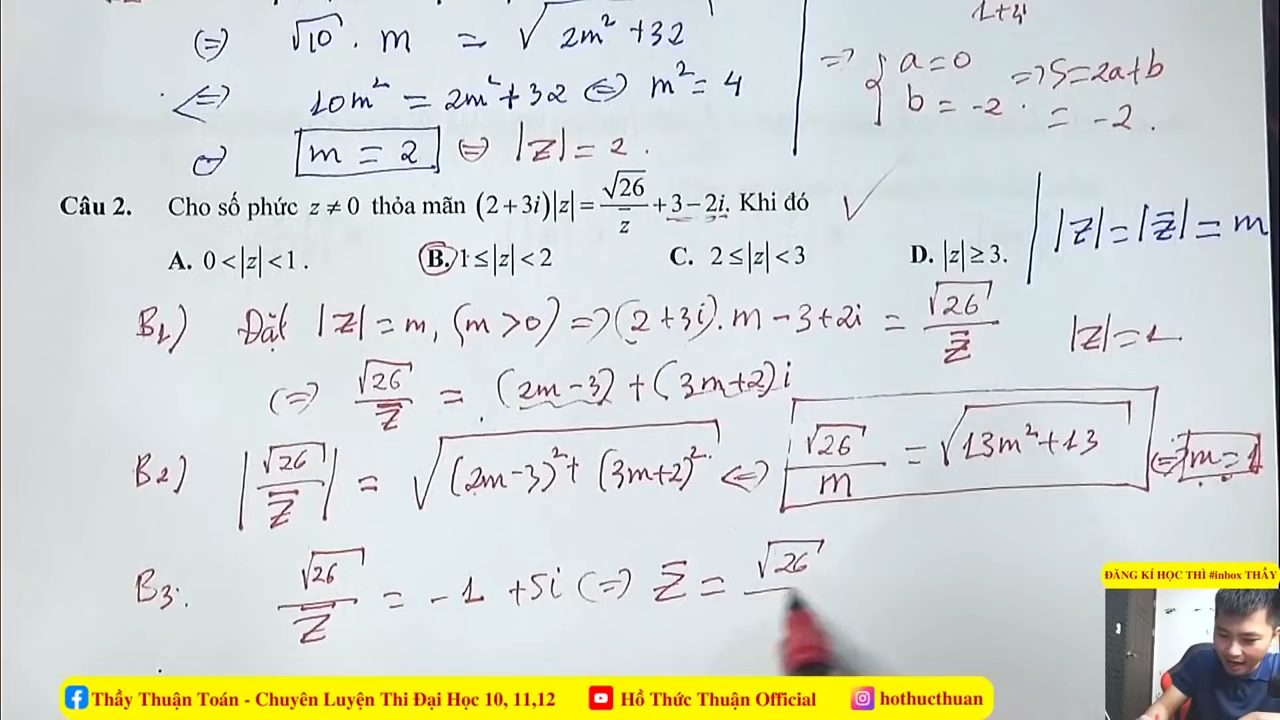 (=) √10 . m = √2m² + 32
<=> 10m² = 2m² + 32 <=> m² = 4
m = 2 <=> |Z| = 2.
1+4
=> { a = 0 => S = 2a+b
b = -2 . = -2.
Câu 2. Cho số phức z ≠ 0 thỏa mãn (2+3i)|z| = √26/z̄ + 3 − 2i. Khi đó ✓
A. 0<|z|<1. B. 1≤|z|<2 C. 2≤|z|<3 D. |z|≥3.
|Z| = |Z̄| = m
B1) Đặt |Z| = m, (m > 0) => (2+3i).m − 3 + 2i = √26/Z̄
|Z| = 1
(=) √26/Z̄ = (2m−3) + (3m+2)i
B2) |√26/Z̄| = √(2m−3)² + (3m+2)² <=> √26/m = √13m² + 13 <=> m = 1
B3. √26/Z̄ = −1 + 5i (=) Z̄ = √26
ĐĂNG KÍ HỌC THÌ #inbox THẦY
Thầy Thuận Toán - Chuyên Luyện Thi Đại Học 10, 11,12 Hồ Thức Thuận Official hothucthuan